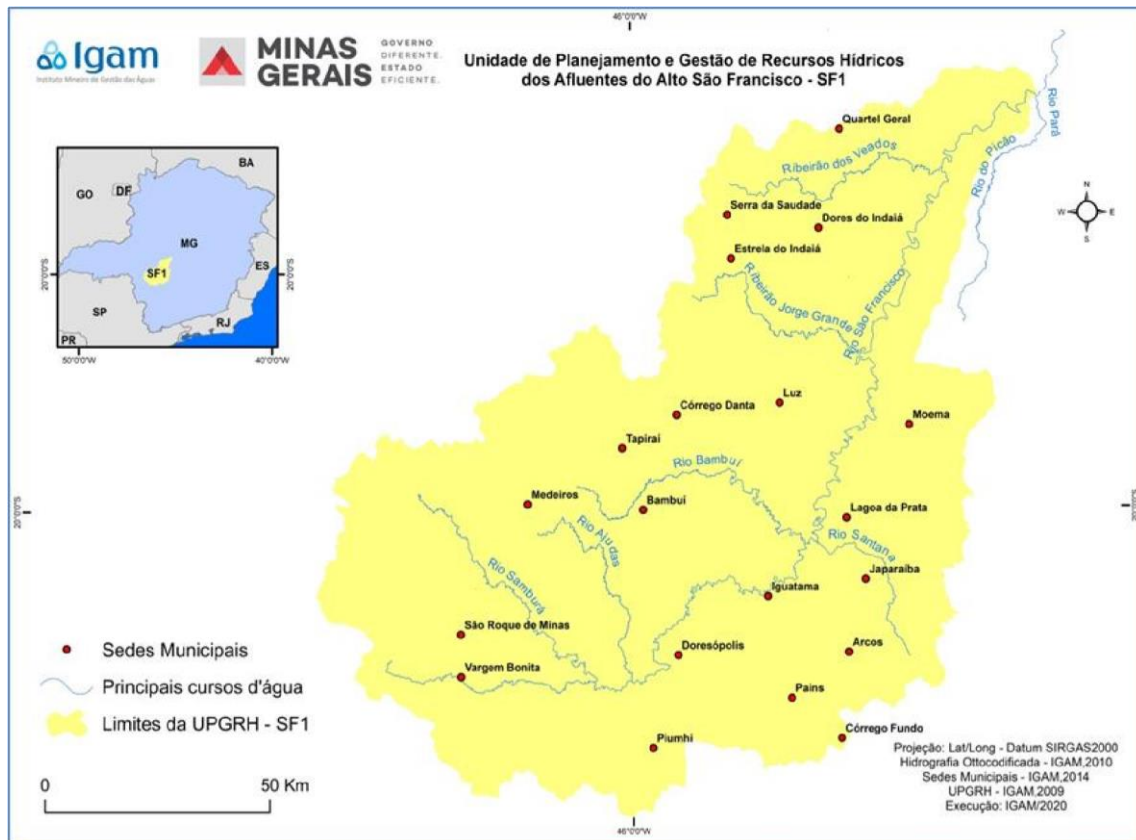 Igam
Instituto Mineiro de Gestão das Águas
MINAS
GERAIS
GOVERNO
DIFERENTE.
ESTADO
EFICIENTE.
46°0'0"W
Unidade de Planejamento e Gestão de Recursos Hídricos
dos Afluentes do Alto São Francisco - SF1
BA
GO
DF
MG
SF1
ES
SP
RJ
PR
20°0'0"S
20°0'0"S
50°0'0"W
40°0'0"W
Rio Pará
Rio do Picão
N
W
E
S
Quartel Geral
Ribeirão dos Veados
Serra da Saudade
Dores do Indaiá
Estrela do Indaiá
Ribeirão Jorge Grande
Rio São Francisco
Luz
Córrego Danta
Moema
Tapiraí
Rio Bambuí
Medeiros
Bambuí
Lagoa da Prata
20°0'0"S
20°0'0"S
Rio Ajudas
Rio Santana
Rio Samburá
Japaraíba
Iguatama
São Roque de Minas
Doresópolis
Arcos
Vargem Bonita
Pains
Piumhi
Córrego Fundo
Sedes Municipais
Principais cursos d'água
Limites da UPGRH - SF1
0
50 Km
Projeção: Lat/Long - Datum SIRGAS2000
Hidrografia Ottocodificada - IGAM,2010
Sedes Municipais - IGAM,2014
UPGRH - IGAM,2009
Execução: IGAM/2020
46°0'0"W